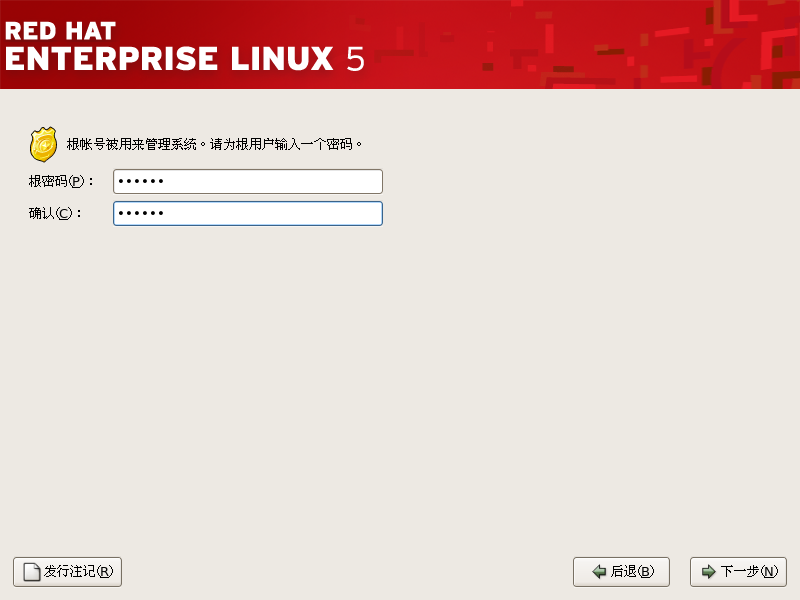 RED HAT
ENTERPRISE LINUX 5
根帐号被用来管理系统。请为根用户输入一个密码。
根密码(P)： ••••••
确认(C)： ••••••
发行注记(R) 后退(B) 下一步(N)